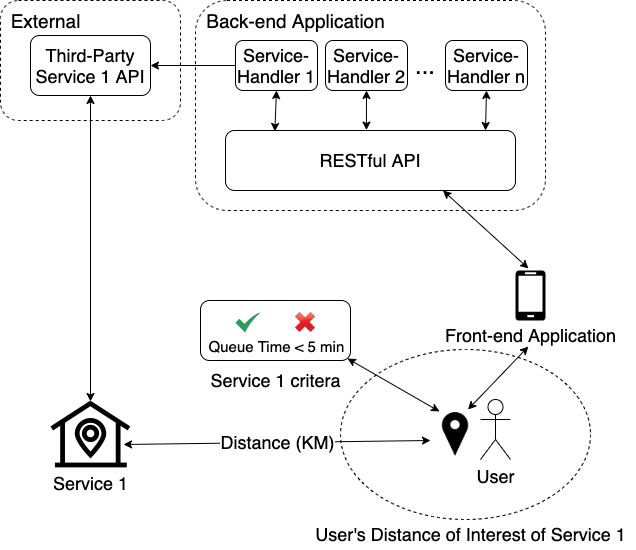 External
Back-end Application
Third-Party
Service 1 API
Service-
Handler 1
Service-
Handler 2
...
Service-
Handler n
RESTful API
Front-end Application
Queue Time < 5 min
Service 1 critera
Distance (KM)
Service 1
User
User's Distance of Interest of Service 1